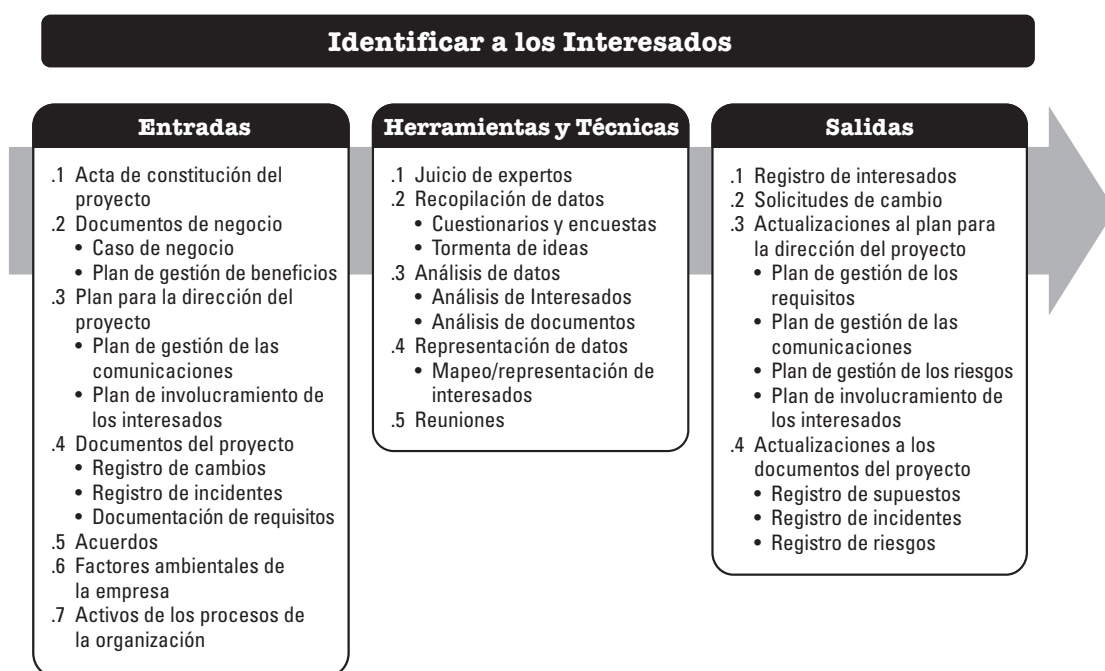 Identificar a los Interesados
Entradas
.1 Acta de constitución del
proyecto
.2 Documentos de negocio
• Caso de negocio
• Plan de gestión de beneficios
.3 Plan para la dirección del
proyecto
• Plan de gestión de las
comunicaciones
• Plan de involucramiento de
los interesados
.4 Documentos del proyecto
• Registro de cambios
• Registro de incidentes
• Documentación de requisitos
.5 Acuerdos
.6 Factores ambientales de
la empresa
.7 Activos de los procesos de
la organización
Herramientas y Técnicas
.1 Juicio de expertos
.2 Recopilación de datos
• Cuestionarios y encuestas
• Tormenta de ideas
.3 Análisis de datos
• Análisis de Interesados
• Análisis de documentos
.4 Representación de datos
• Mapeo/representación de
interesados
.5 Reuniones
Salidas
.1 Registro de interesados
.2 Solicitudes de cambio
.3 Actualizaciones al plan para
la dirección del proyecto
• Plan de gestión de los
requisitos
• Plan de gestión de las
comunicaciones
• Plan de gestión de los riesgos
• Plan de involucramiento de
los interesados
.4 Actualizaciones a los
documentos del proyecto
• Registro de supuestos
• Registro de incidentes
• Registro de riesgos